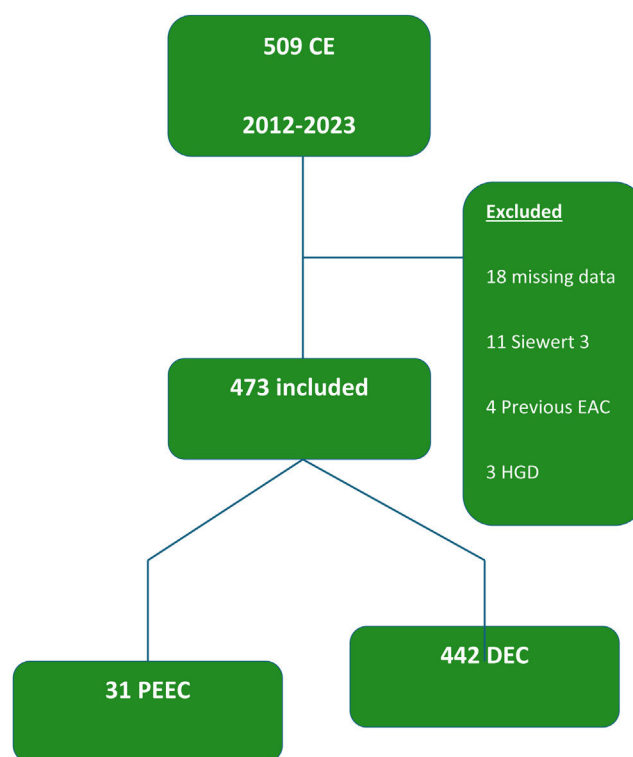 509 CE
2012-2023
Excluded
18 missing data
11 Siewert 3
4 Previous EAC
3 HGD
473 included
442 DEC
31 PEEC